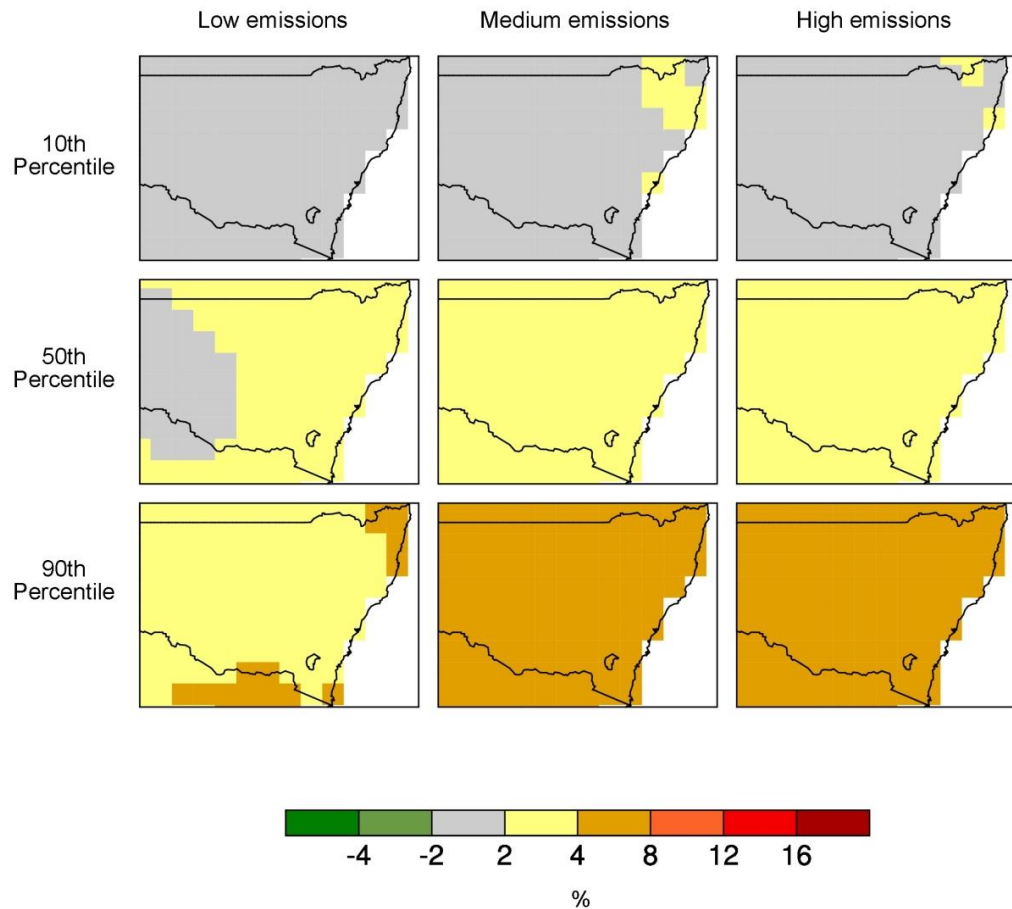 Low emissions
Medium emissions
High emissions
10th
Percentile
50th
Percentile
90th
Percentile
-4
-2
2
4
8
12
16
%